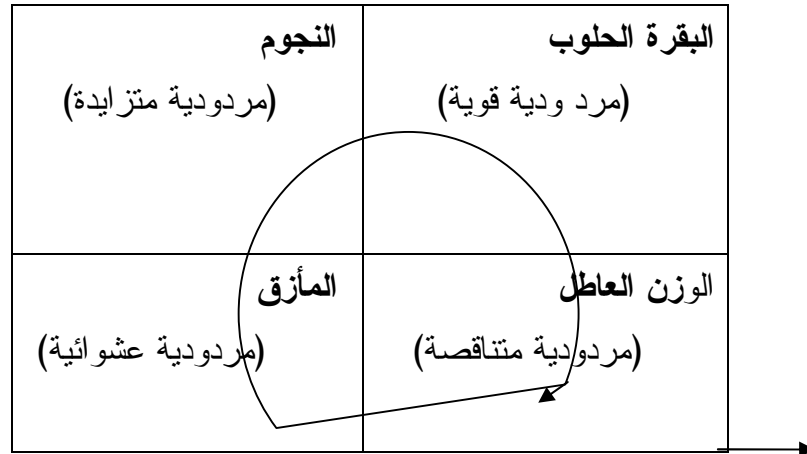 البقرة الحلوب
(مرد ودية قوية)
النجوم
(مردودية متزايدة)
الوزن العاطل
(مردودية متناقصة)
المأزق
(مردودية عشوائية)